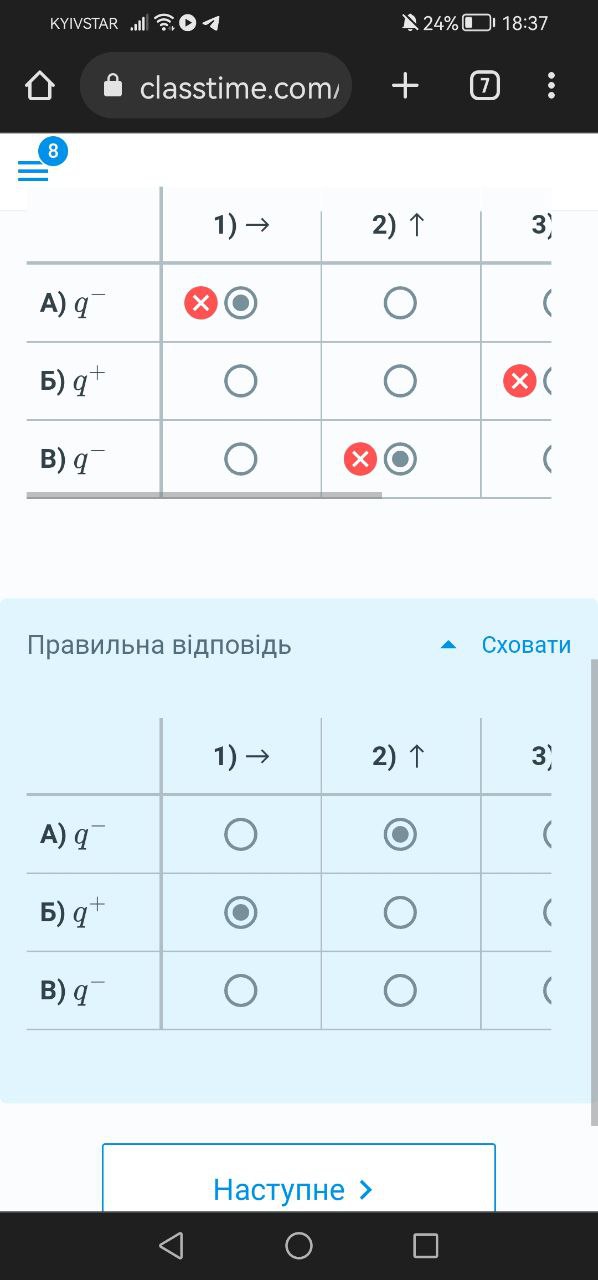 KYIVSTAR 24% 18:37
classtime.com/ 7
8
1) → 2) ↑ 3)
А) q⁻
Б) q⁺
В) q⁻
Правильна відповідь Сховати
1) → 2) ↑ 3)
А) q⁻
Б) q⁺
В) q⁻
Наступне >